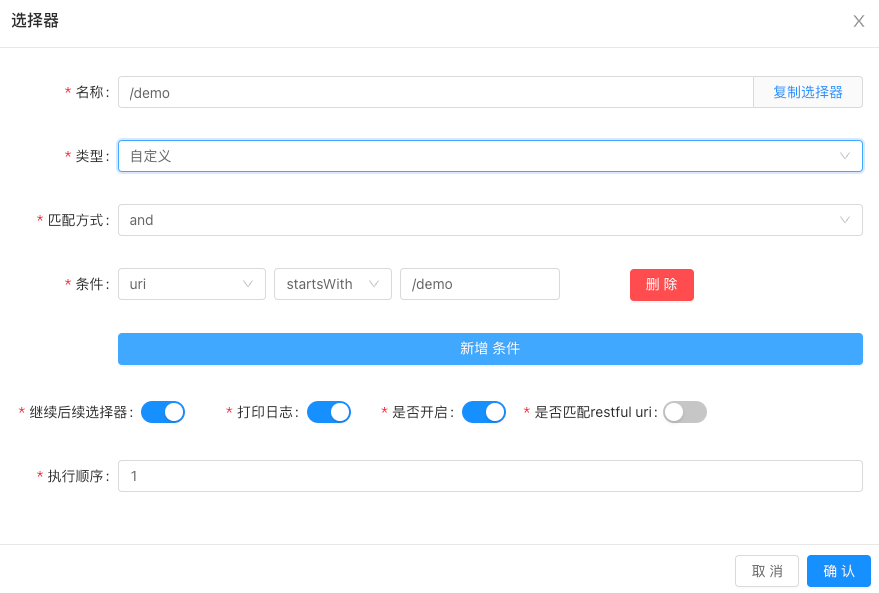 选择器
* 名称: /demo 复制选择器
* 类型: 自定义
* 匹配方式: and
* 条件: uri startsWith /demo 删 除
新增 条件
* 继续后续选择器: * 打印日志: * 是否开启: * 是否匹配restful uri:
* 执行顺序: 1
取 消 确 认